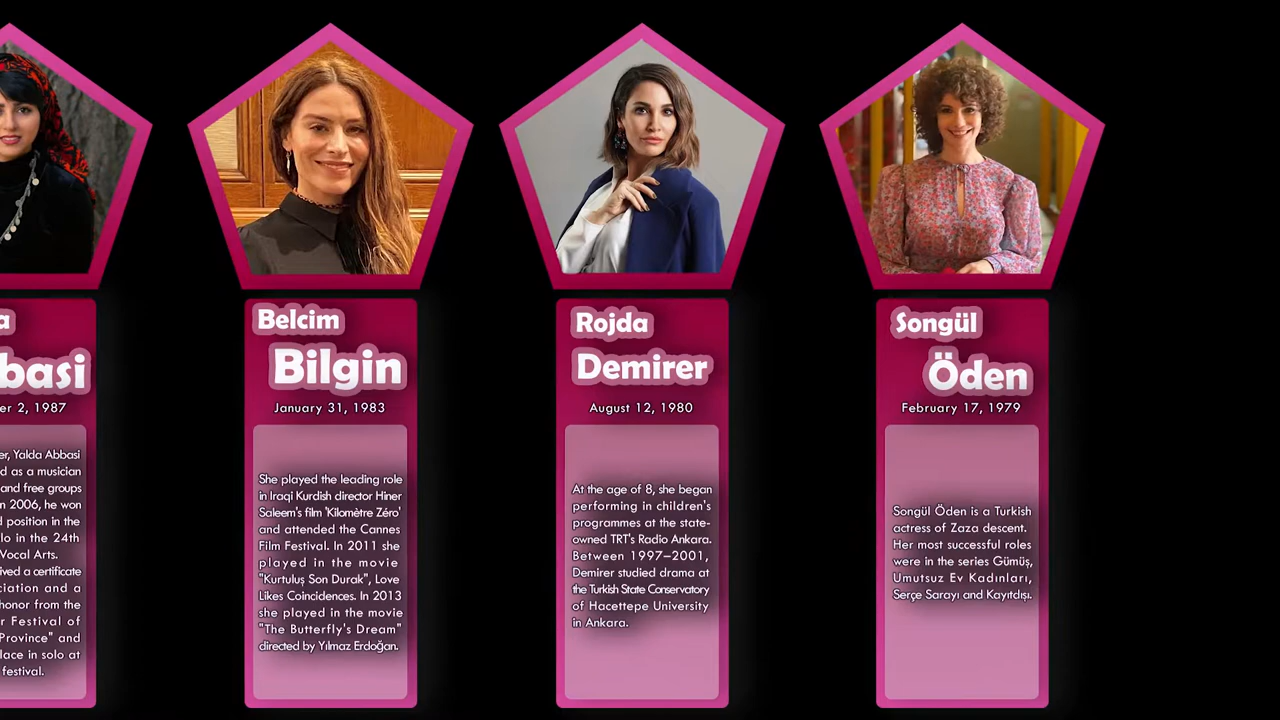 a
bbasi
er 2, 1987
er, Yalda Abbasi
d as a musician
and free groups
n 2006, he won
d position in the
lo in the 24th
Vocal Arts.
ived a certificate
ciation and a
honor from the
r Festival of
Province" and
lace in solo at
festival.
Belcim
Bilgin
January 31, 1983
She played the leading role
in Iraqi Kurdish director Hiner
Saleem's film 'Kilomètre Zéro'
and attended the Cannes
Film Festival. In 2011 she
played in the movie
"Kurtuluş Son Durak", Love
Likes Coincidences. In 2013
she played in the movie
"The Butterfly's Dream"
directed by Yılmaz Erdoğan.
Rojda
Demirer
August 12, 1980
At the age of 8, she began
performing in children's
programmes at the state-
owned TRT's Radio Ankara.
Between 1997–2001,
Demirer studied drama at
the Turkish State Conservatory
of Hacettepe University
in Ankara.
Songül
Öden
February 17, 1979
Songül Öden is a Turkish
actress of Zaza descent.
Her most successful roles
were in the series Gümüş,
Umutsuz Ev Kadınları,
Serçe Sarayı and Kayıtdışı.